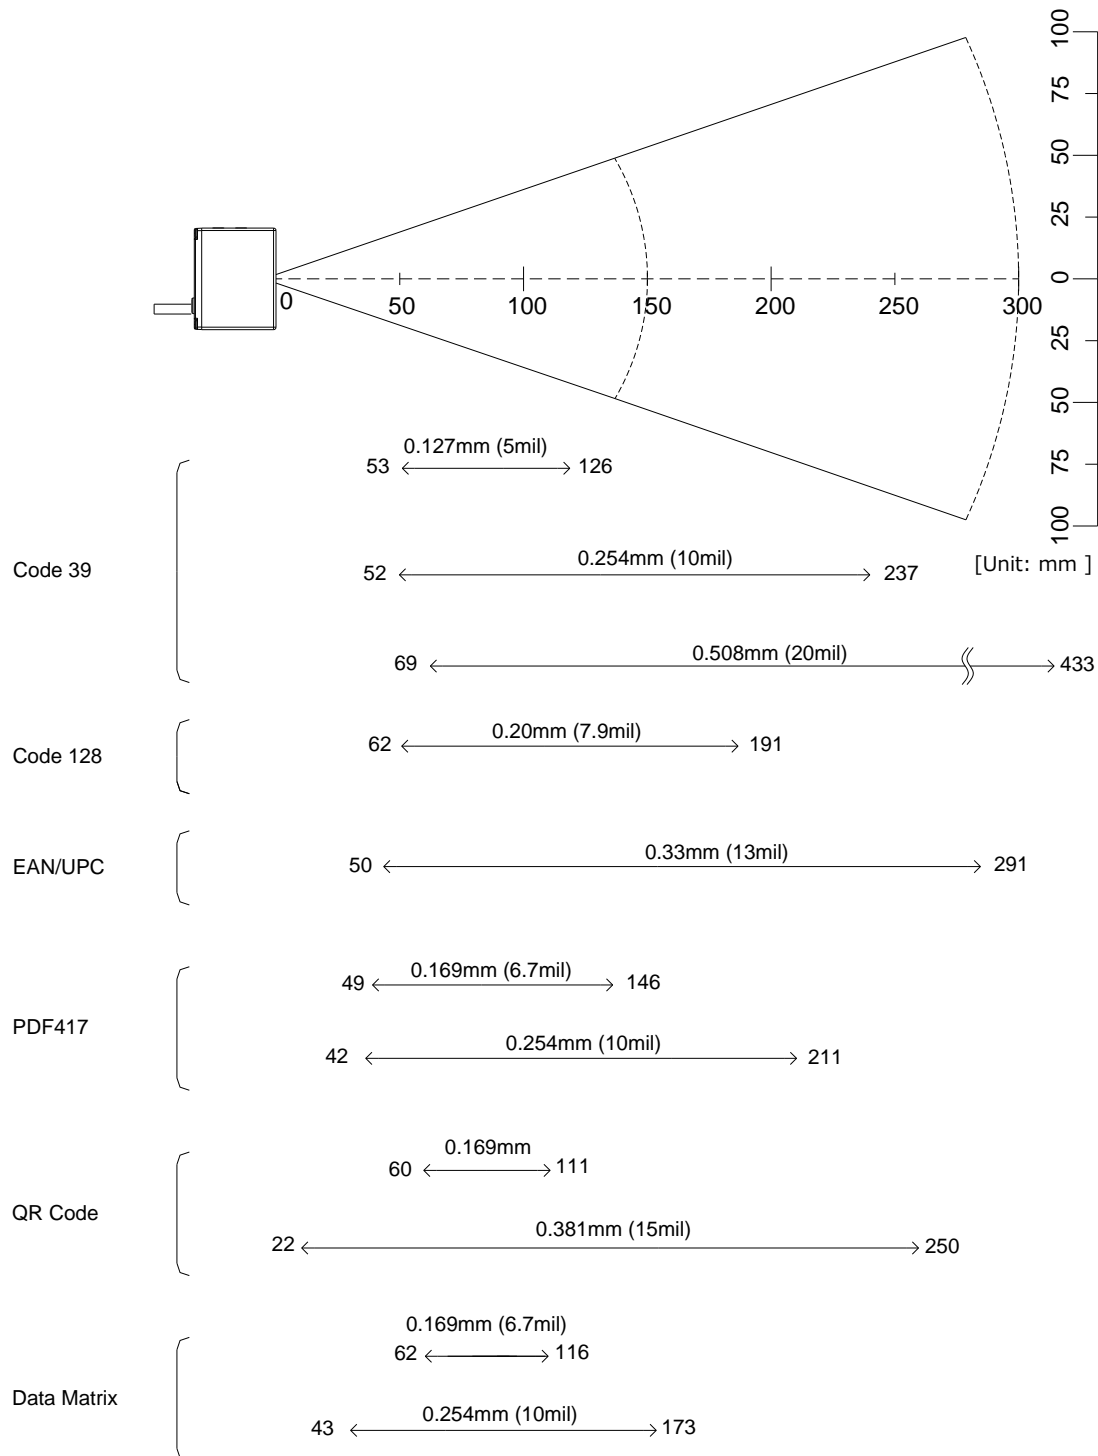 100
75
50
25
0
25
50
75
100
0 50 100 150 200 250 300
[Unit: mm ]
Code 39
0.127mm (5mil)
53 126
0.254mm (10mil)
52 237
0.508mm (20mil)
69 433
Code 128
0.20mm (7.9mil)
62 191
EAN/UPC
0.33mm (13mil)
50 291
PDF417
0.169mm (6.7mil)
49 146
0.254mm (10mil)
42 211
QR Code
0.169mm
60 111
0.381mm (15mil)
22 250
Data Matrix
0.169mm (6.7mil)
62 116
0.254mm (10mil)
43 173